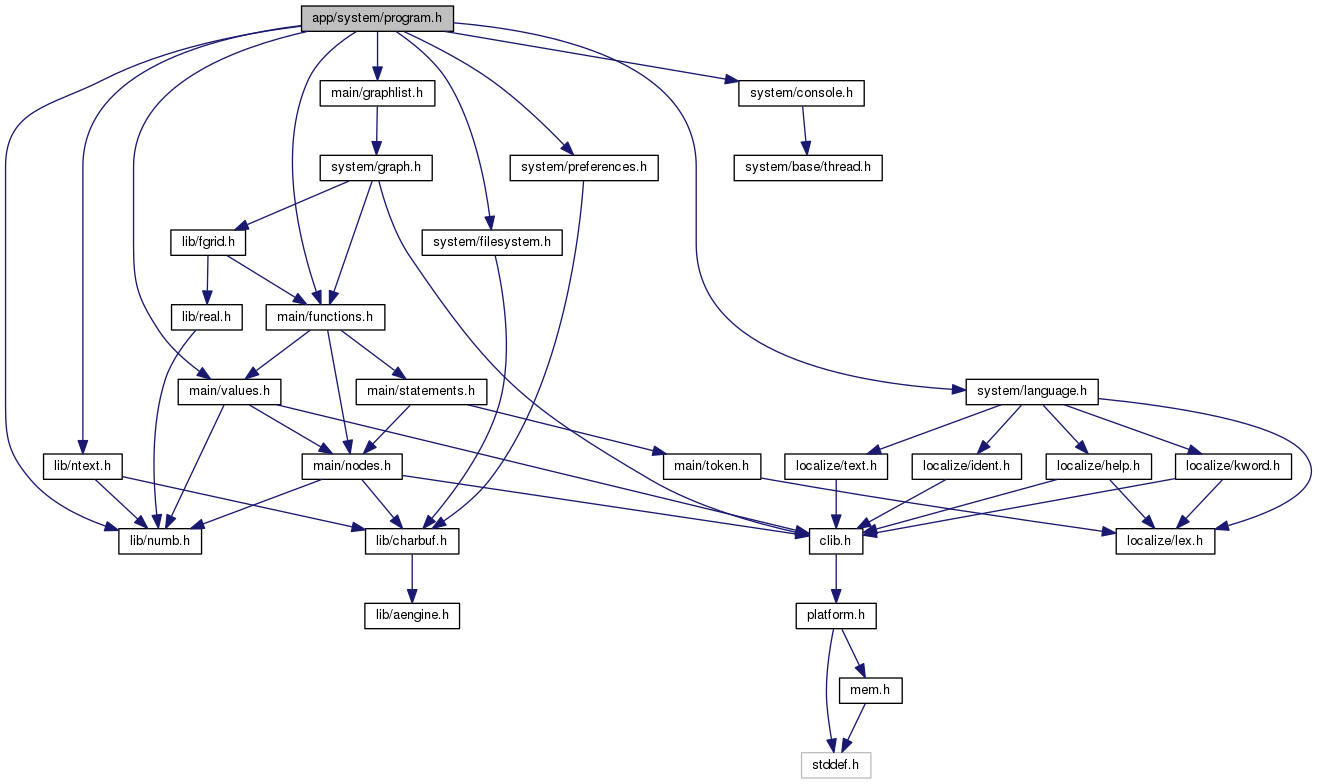 app/system/program.h
main/graphlist.h
system/console.h
system/graph.h
system/preferences.h
system/base/thread.h
lib/fgrid.h
system/filesystem.h
lib/real.h
main/functions.h
main/values.h
main/statements.h
system/language.h
lib/ntext.h
main/nodes.h
main/token.h
localize/text.h
localize/ident.h
localize/help.h
localize/kword.h
lib/numb.h
lib/charbuf.h
clib.h
localize/lex.h
lib/aengine.h
platform.h
mem.h
stddef.h